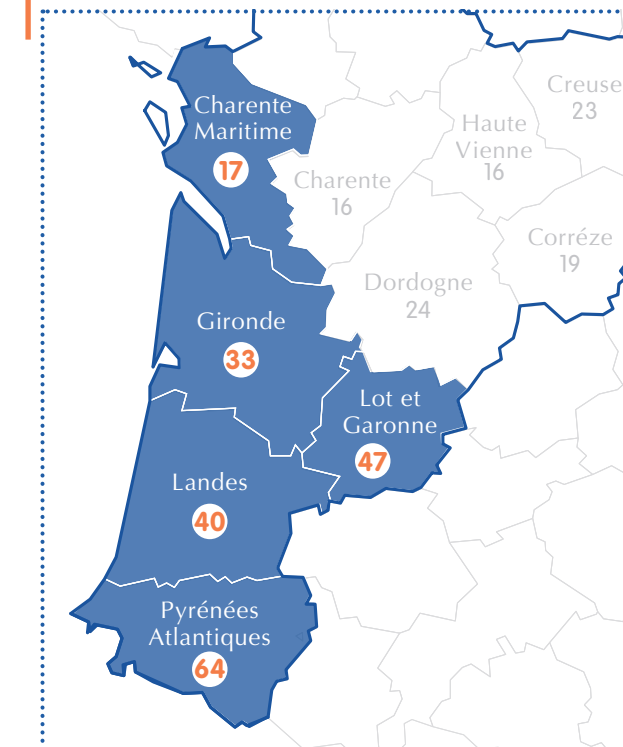 Creuse
23
Charente
Maritime
17
Haute
Vienne
16
Charente
16
Corréze
19
Dordogne
24
Gironde
33
Lot et
Garonne
47
Landes
40
Pyrénées
Atlantiques
64